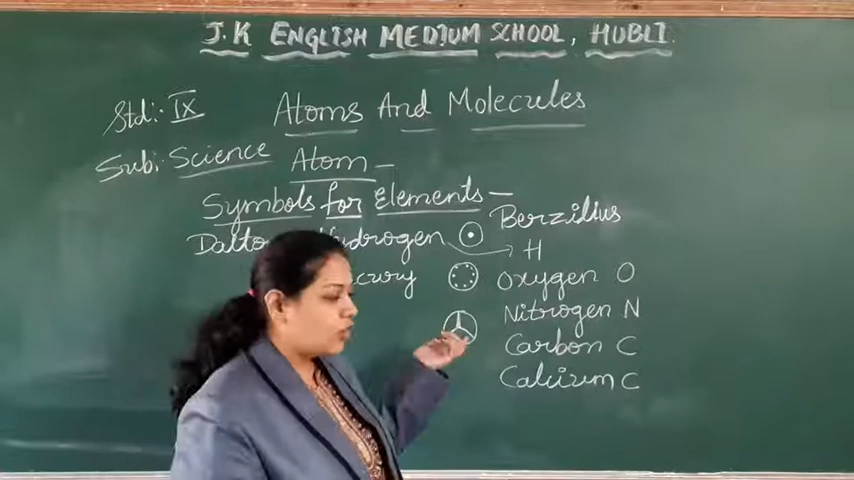 J.K ENGLISH MEDIUM SCHOOL, HUBLI.
Std:- IX Atoms And Molecules
Sub: Science Atom -
Symbols for Elements -
Berzilius
H
Oxygen O
Nitrogen N
Carbon C
Calcium C